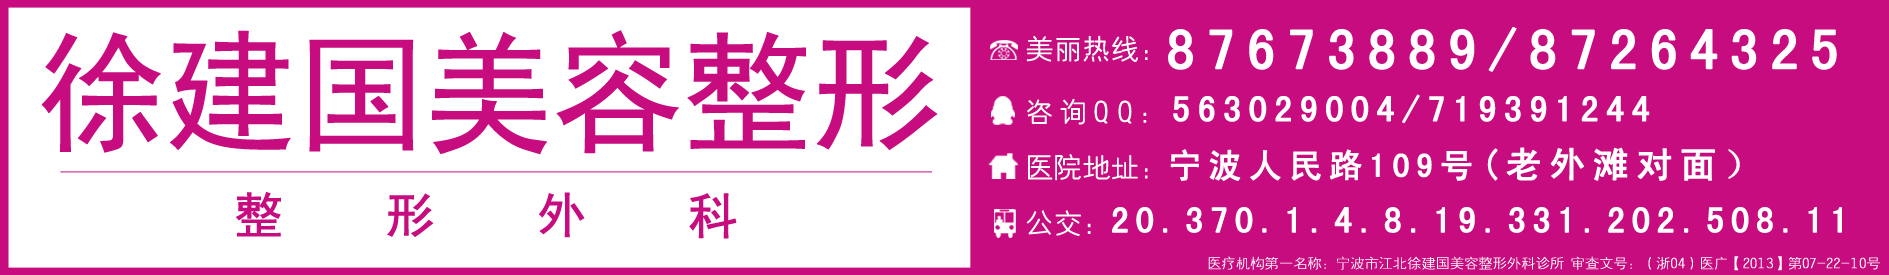 徐建国美容整形
整形外科
美丽热线：87673889/87264325
咨询QQ：563029004/719391244
医院地址：宁波人民路109号（老外滩对面）
公交：20.370.1.4.8.19.331.202.508.11
医疗机构第一名称：宁波市江北徐建国美容整形外科诊所 审查文号：（浙04）医广【2013】第07-22-10号